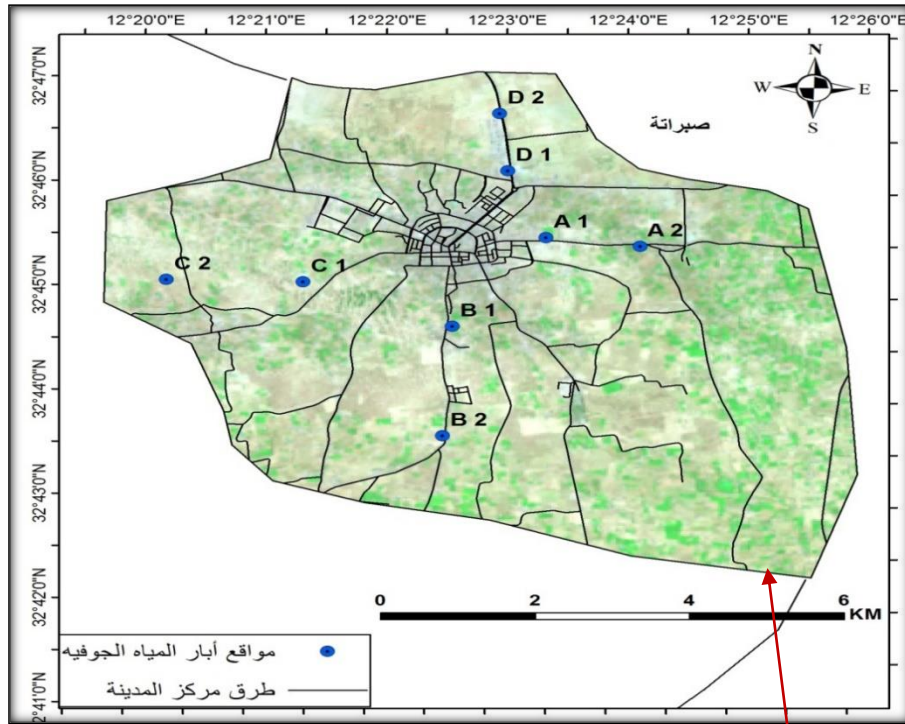 12°20'0"E 12°21'0"E 12°22'0"E 12°23'0"E 12°24'0"E 12°25'0"E 12°26'0"E
32°47'0"N
32°46'0"N
32°45'0"N
32°44'0"N
32°43'0"N
32°42'0"N
32°41'0"N
N
W E
S
صبراتة
D 2
D 1
A 1
A 2
C 2
C 1
B 1
B 2
0 2 4 6
KM
مواقع أبار المياه الجوفيه
طرق مركز المدينة